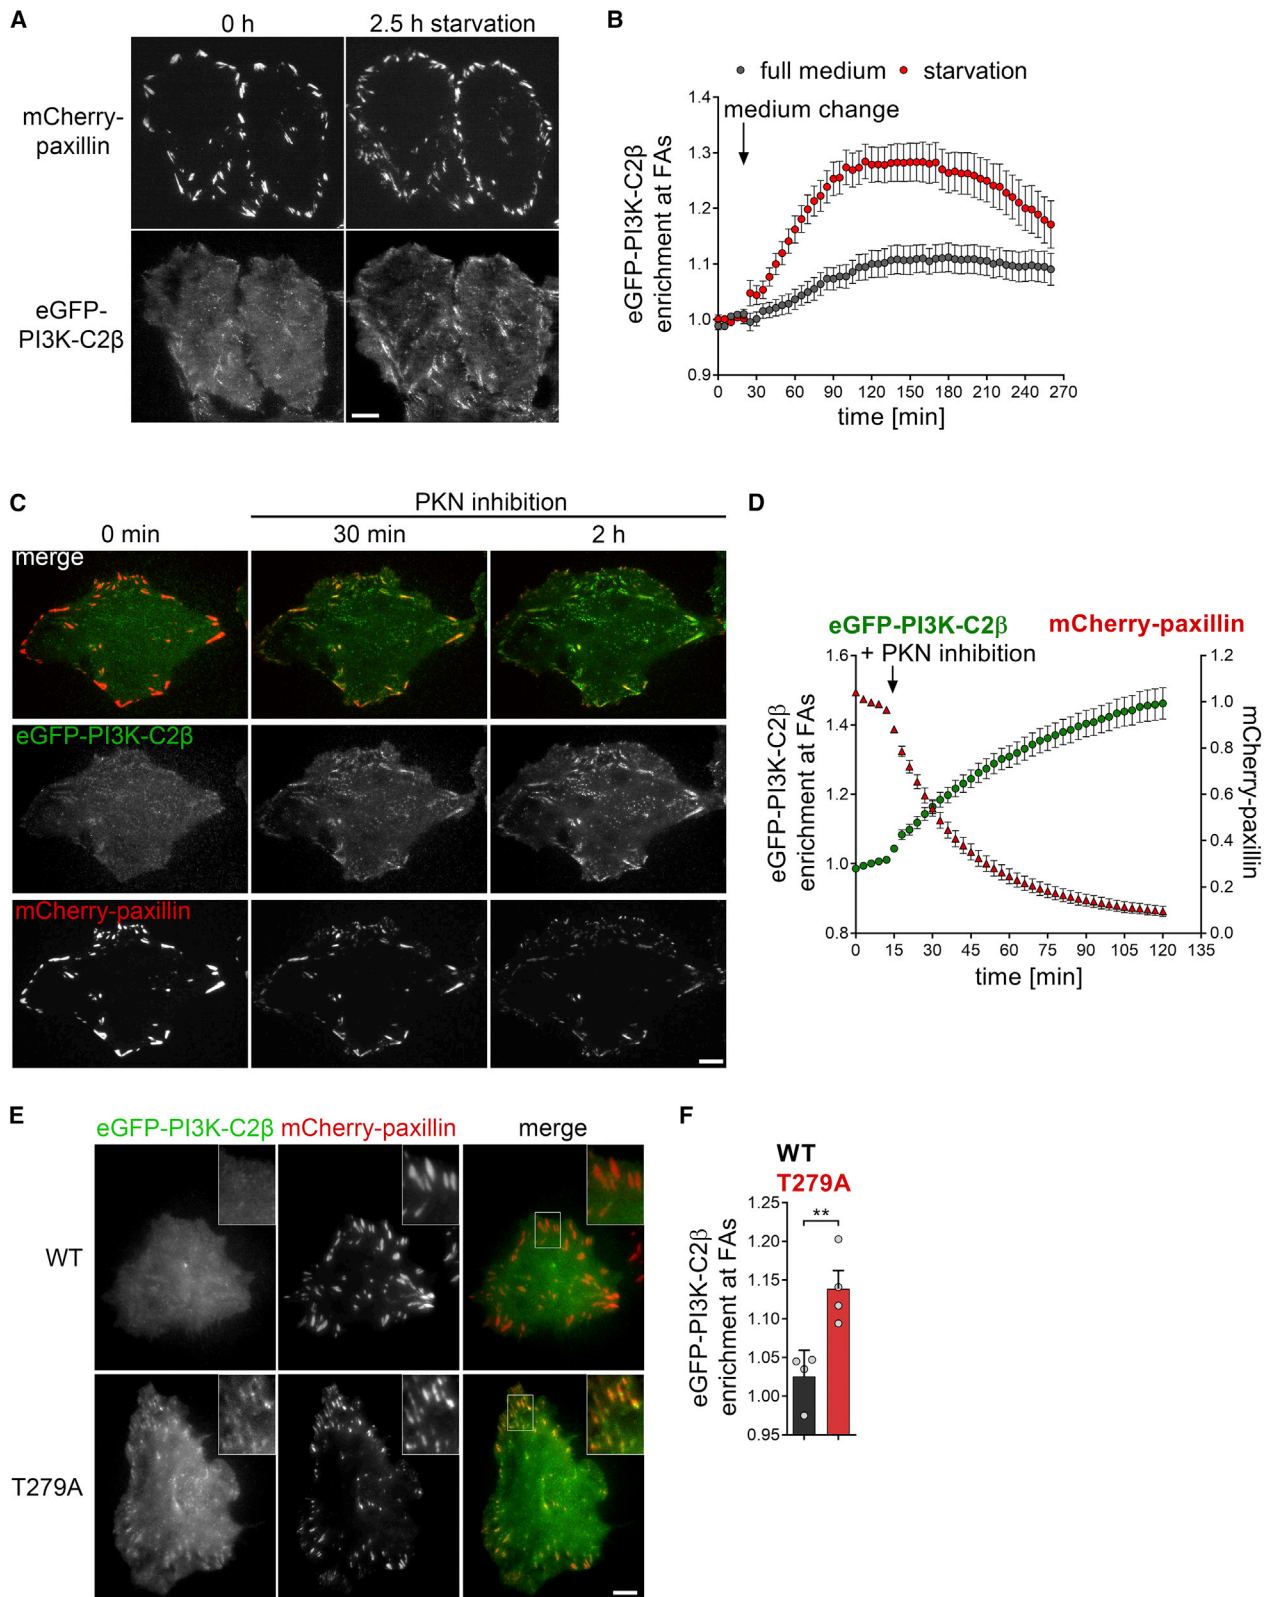 A
0 h
2.5 h starvation
mCherry-
paxillin
eGFP-
PI3K-C2β
B
full medium
starvation
medium change
eGFP-PI3K-C2β
enrichment at FAs
1.4
1.3
1.2
1.1
1.0
0.9
0 30 60 90 120 150 180 210 240 270
time [min]
C
PKN inhibition
0 min
30 min
2 h
merge
eGFP-PI3K-C2β
mCherry-paxillin
D
eGFP-PI3K-C2β
mCherry-paxillin
+ PKN inhibition
eGFP-PI3K-C2β
enrichment at FAs
1.6
1.4
1.2
1.0
0.8
1.2
1.0
0.8
0.6
0.4
0.2
0.0
mCherry-paxillin
0 15 30 45 60 75 90 105 120 135
time [min]
E
eGFP-PI3K-C2β
mCherry-paxillin
merge
WT
T279A
F
WT
T279A
**
eGFP-PI3K-C2β
enrichment at FAs
1.25
1.20
1.15
1.10
1.05
1.00
0.95